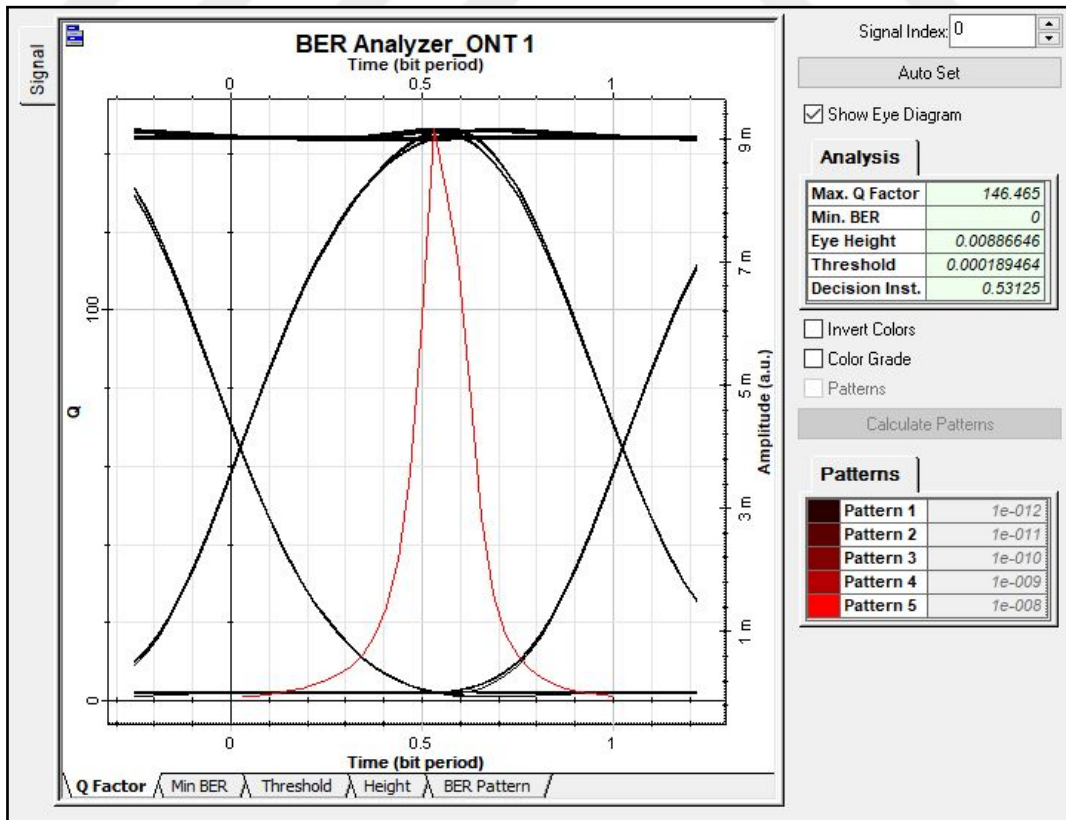 Signal
BER Analyzer_ONT 1
Time (bit period)
0 0.5 1
Q
0
100
1 m
3 m
5 m
7 m
9 m
Amplitude (a.u.)
0 0.5 1
Time (bit period)
Q Factor Min BER Threshold Height BER Pattern
Signal Index: 0
Auto Set
Show Eye Diagram
Analysis
Max. Q Factor 146.465
Min. BER 0
Eye Height 0.00886646
Threshold 0.000189464
Decision Inst. 0.53125
Invert Colors
Color Grade
Patterns
Calculate Patterns
Patterns
Pattern 1 1e-012
Pattern 2 1e-011
Pattern 3 1e-010
Pattern 4 1e-009
Pattern 5 1e-008